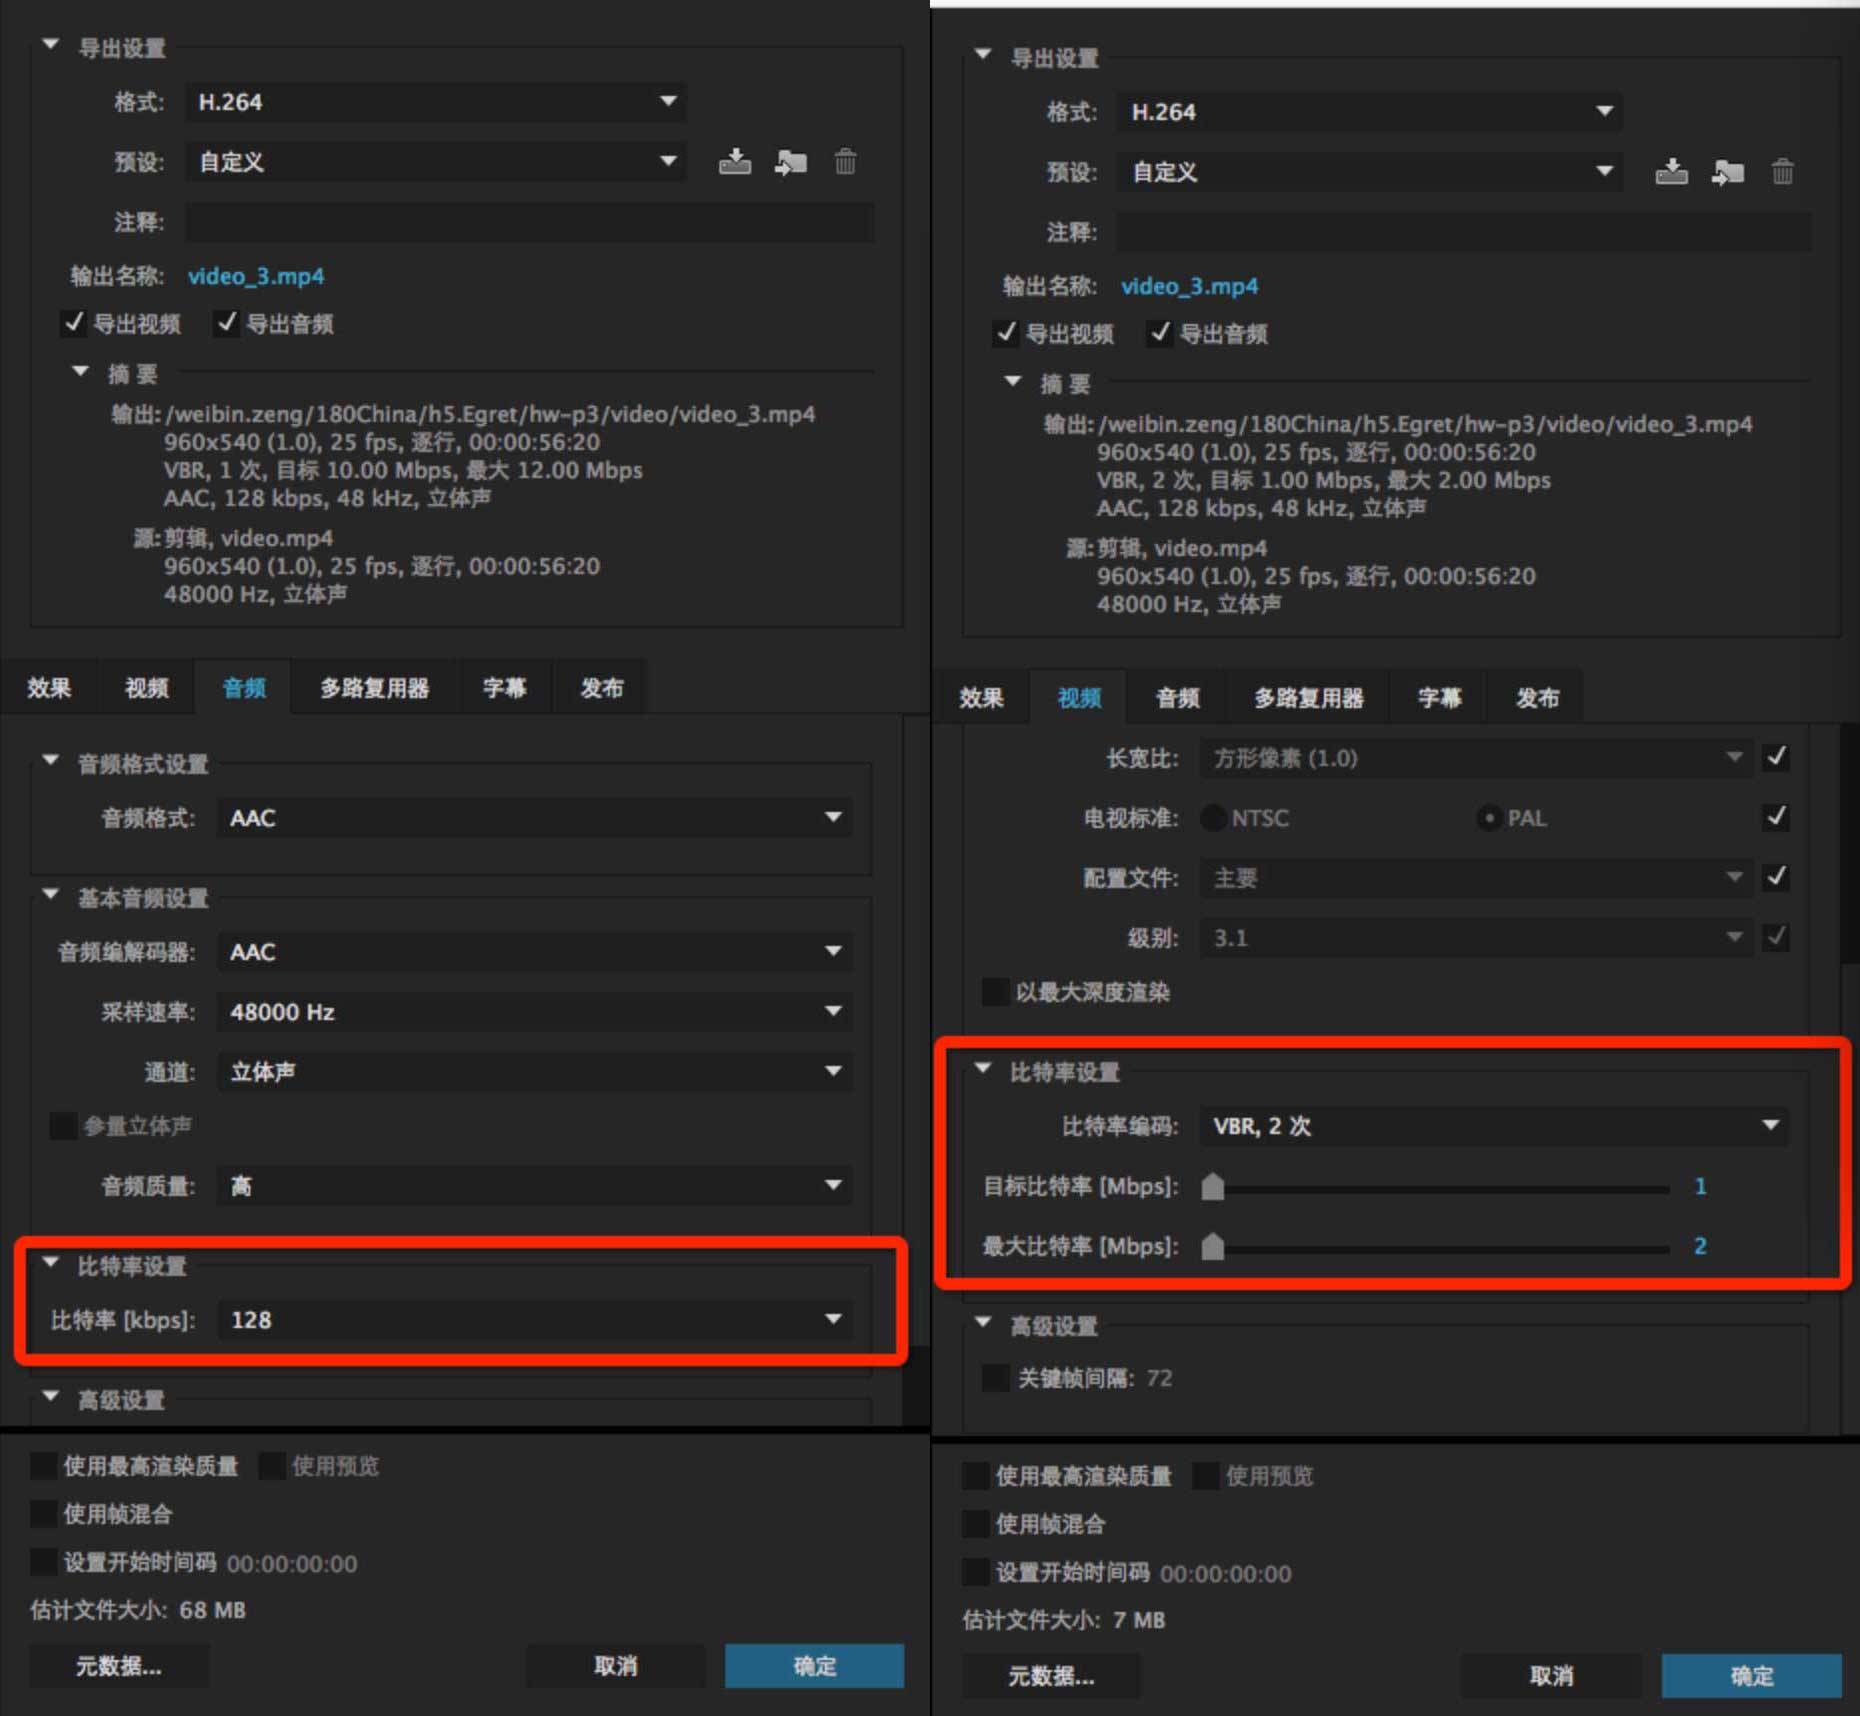 导出设置
格式: H.264
预设: 自定义
注释:
输出名称: video_3.mp4
导出视频 导出音频
摘 要
输出: /weibin.zeng/180China/h5.Egret/hw-p3/video/video_3.mp4
960x540 (1.0), 25 fps, 逐行, 00:00:56:20
VBR, 1 次, 目标 10.00 Mbps, 最大 12.00 Mbps
AAC, 128 kbps, 48 kHz, 立体声
源: 剪辑, video.mp4
960x540 (1.0), 25 fps, 逐行, 00:00:56:20
48000 Hz, 立体声
效果 视频 音频 多路复用器 字幕 发布
音频格式设置
音频格式: AAC
基本音频设置
音频编解码器: AAC
采样速率: 48000 Hz
通道: 立体声
参量立体声
音频质量: 高
比特率设置
比特率 [kbps]: 128
高级设置
使用最高渲染质量 使用预览
使用帧混合
设置开始时间码 00:00:00:00
估计文件大小: 68 MB
元数据... 取消 确定
导出设置
格式: H.264
预设: 自定义
注释:
输出名称: video_3.mp4
导出视频 导出音频
摘 要
输出: /weibin.zeng/180China/h5.Egret/hw-p3/video/video_3.mp4
960x540 (1.0), 25 fps, 逐行, 00:00:56:20
VBR, 2 次, 目标 1.00 Mbps, 最大 2.00 Mbps
AAC, 128 kbps, 48 kHz, 立体声
源: 剪辑, video.mp4
960x540 (1.0), 25 fps, 逐行, 00:00:56:20
48000 Hz, 立体声
效果 视频 音频 多路复用器 字幕 发布
长宽比: 方形像素 (1.0)
电视标准: NTSC PAL
配置文件: 主要
级别: 3.1
以最大深度渲染
比特率设置
比特率编码: VBR, 2 次
目标比特率 [Mbps]: 1
最大比特率 [Mbps]: 2
高级设置
关键帧间隔: 72
使用最高渲染质量 使用预览
使用帧混合
设置开始时间码 00:00:00:00
估计文件大小: 7 MB
元数据... 取消 确定